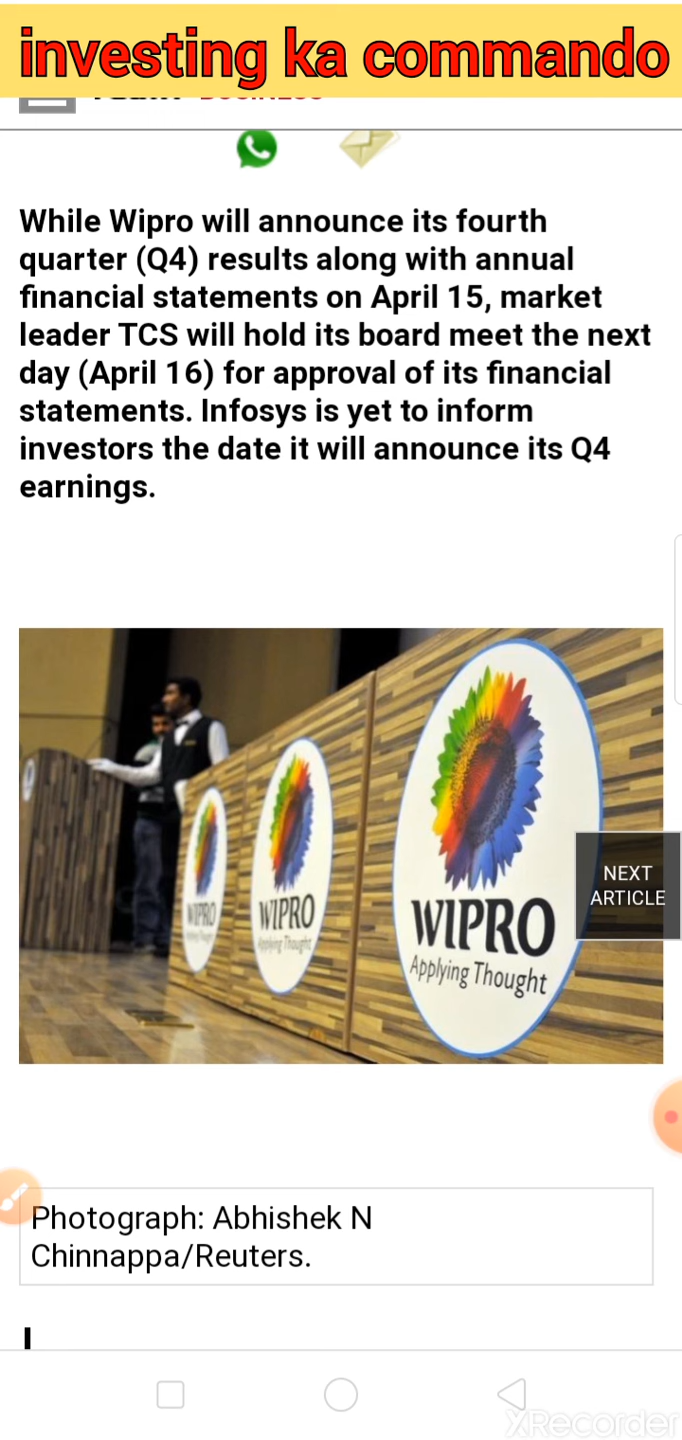 investing ka commando
While Wipro will announce its fourth
quarter (Q4) results along with annual
financial statements on April 15, market
leader TCS will hold its board meet the next
day (April 16) for approval of its financial
statements. Infosys is yet to inform
investors the date it will announce its Q4
earnings.
WIPRO
Applying Thought
WIPRO
Applying Thought
WIPRO
Applying Thought
NEXT
ARTICLE
Photograph: Abhishek N
Chinnappa/Reuters.
XRecorder